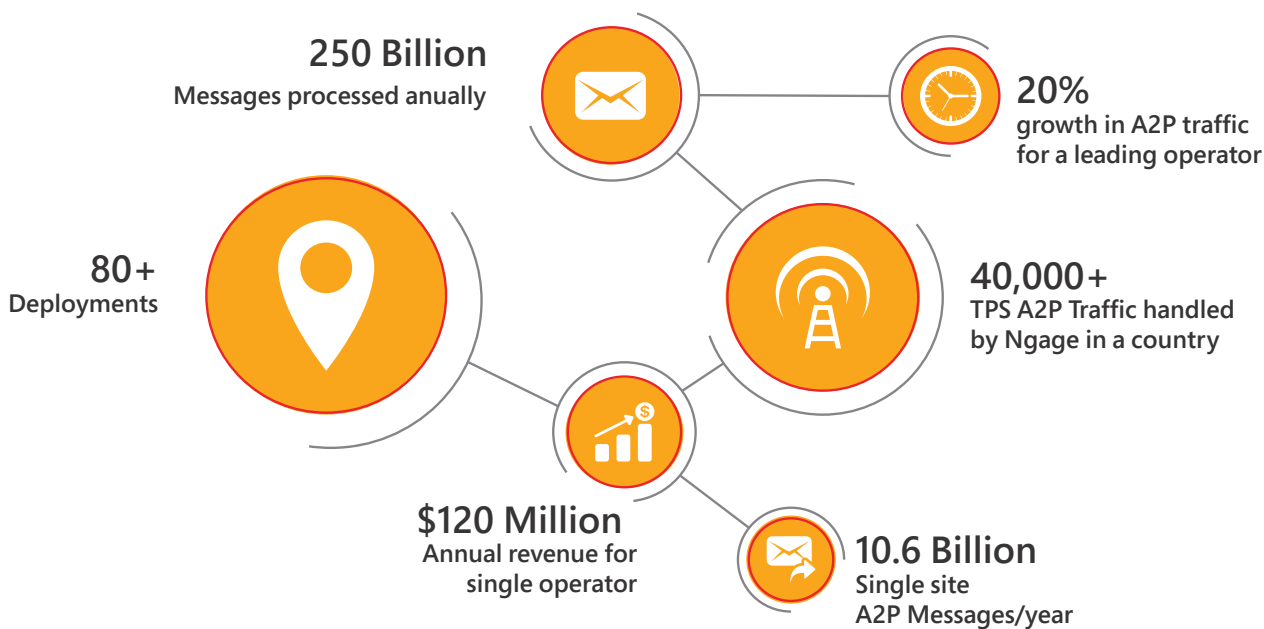 250 Billion
Messages processed anually
20%
growth in A2P traffic
for a leading operator
80+
Deployments
40,000+
TPS A2P Traffic handled
by Ngage in a country
$
$120 Million
Annual revenue for
single operator
10.6 Billion
Single site
A2P Messages/year